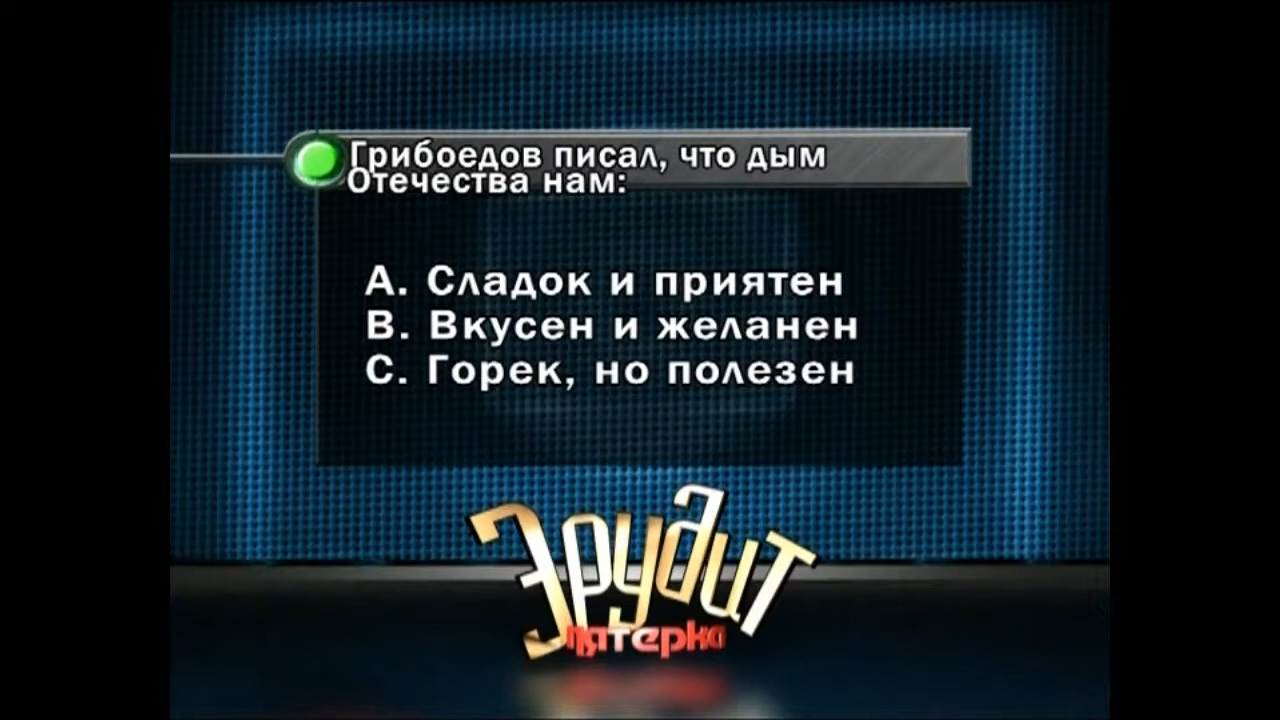 Грибоедов писал, что дым
Отечества нам:
A. Сладок и приятен
B. Вкусен и желанен
C. Горек, но полезен
Эрудит
пятерка